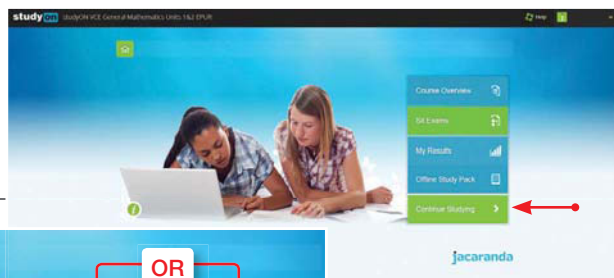 studyon studyON VCE General Mathematics Units 1&2 EPUB
Help
Course Overview
Sit Exams
My Results
Offline Study Pack
Continue Studying
OR
jacaranda